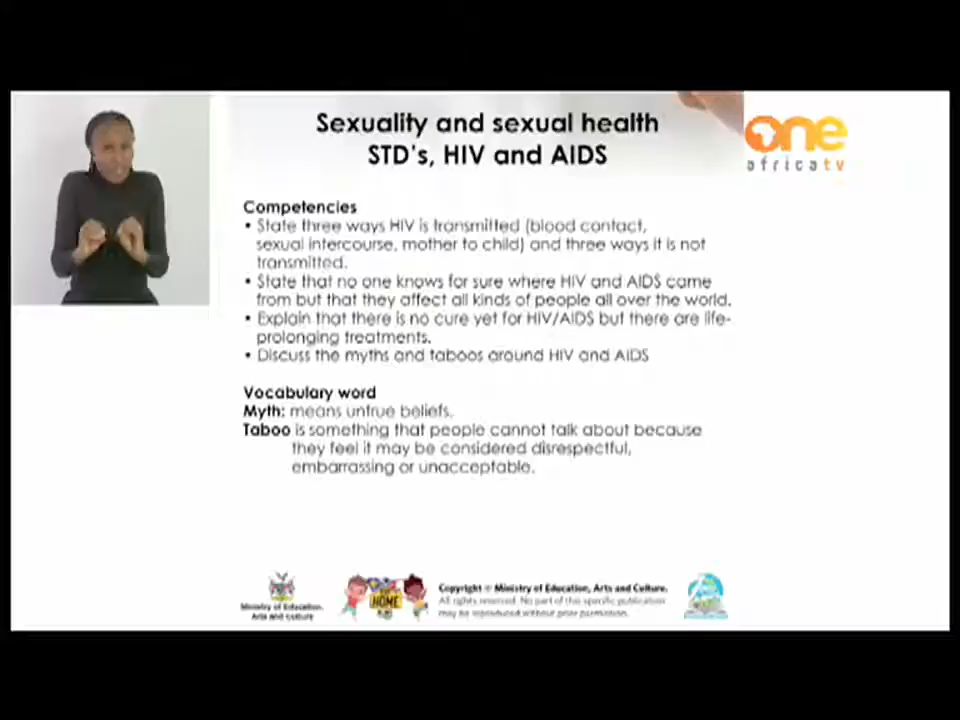 Sexuality and sexual health
STD's, HIV and AIDS
one
africa tv
Competencies
• State three ways HIV is transmitted (blood contact,
sexual intercourse, mother to child) and three ways it is not
transmitted.
• State that no one knows for sure where HIV and AIDS came
from but that they affect all kinds of people all over the world.
• Explain that there is no cure yet for HIV/AIDS but there are life-
prolonging treatments.
• Discuss the myths and taboos around HIV and AIDS
Vocabulary word
Myth: means untrue beliefs.
Taboo is something that people cannot talk about because
they feel it may be considered disrespectful,
embarrassing or unacceptable.
Ministry of Education,
Arts and Culture
HOME
Copyright © Ministry of Education, Arts and Culture.
All rights reserved. No part of this specific publication
may be reproduced without prior permission.